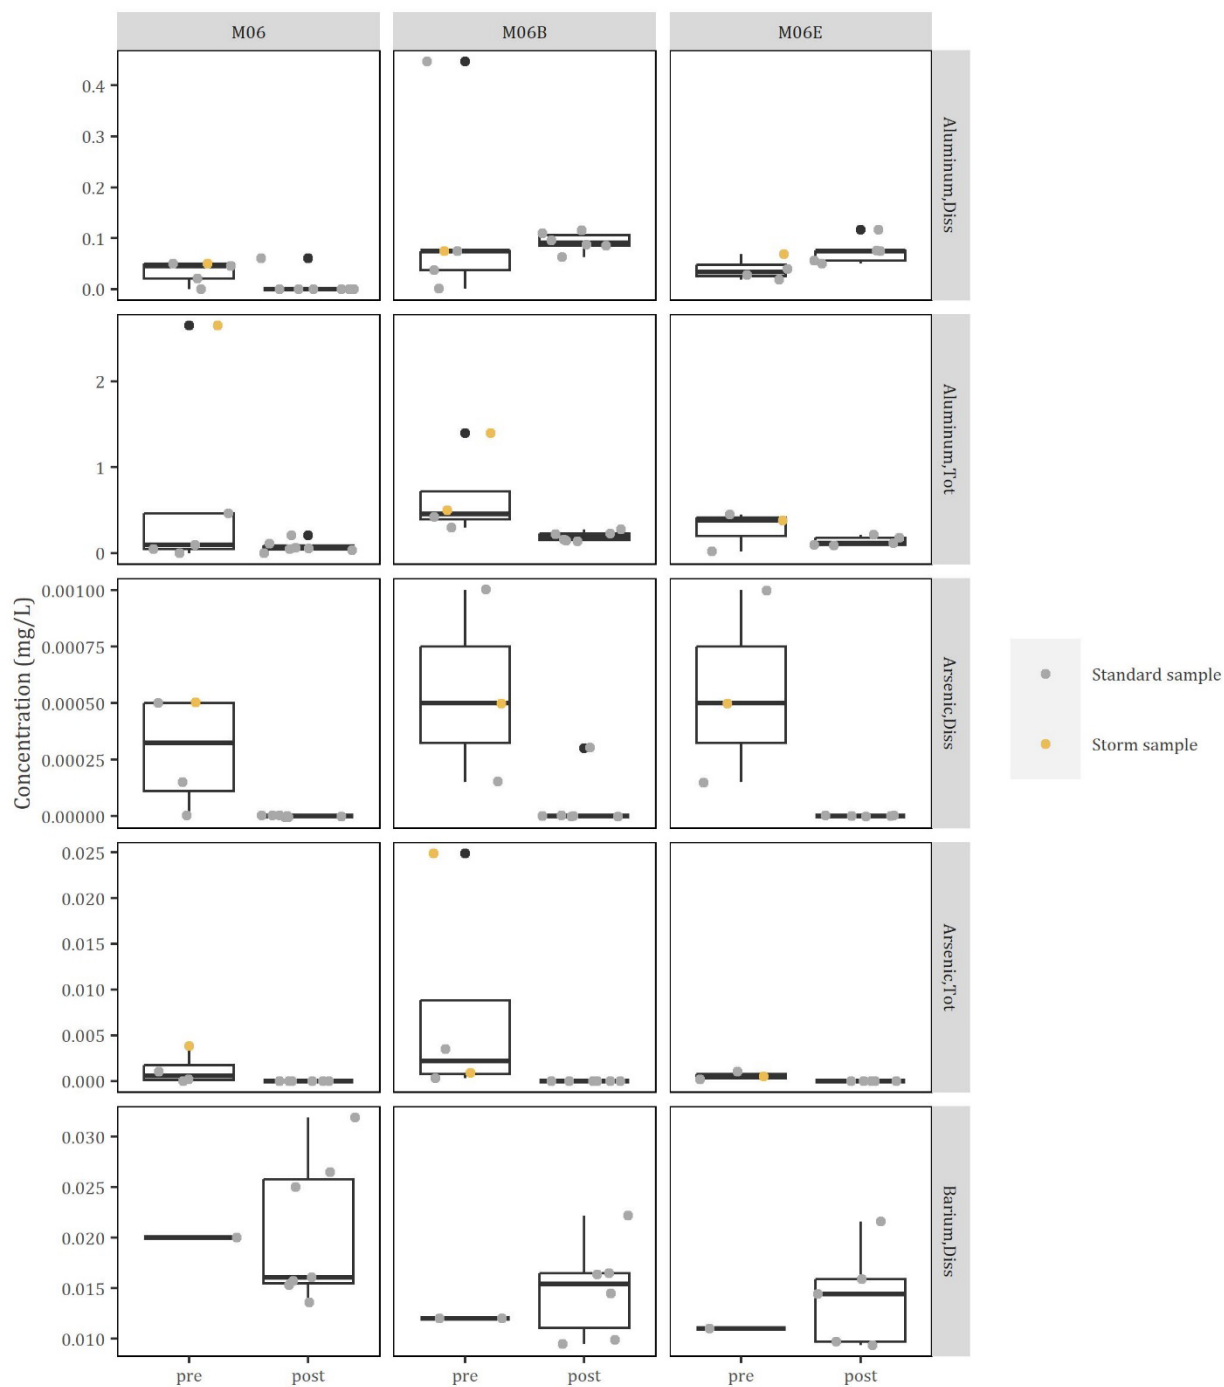 M06 M06B M06E
0.4
0.3
0.2
0.1
0.0
Aluminum,Diss
2
1
0
Aluminum,Tot
0.00100
0.00075
0.00050
0.00025
0.00000
Arsenic,Diss
Concentration (mg/L)
Standard sample
Storm sample
0.025
0.020
0.015
0.010
0.005
0.000
Arsenic,Tot
0.030
0.025
0.020
0.015
0.010
Barium,Diss
pre post pre post pre post